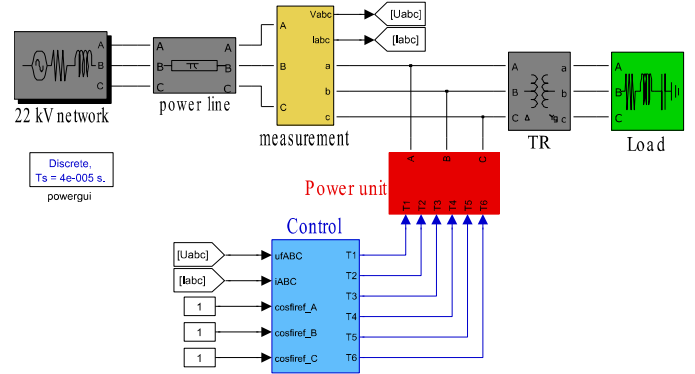 Vabc
[Uabc]
Iabc
[Iabc]
A
A
A
A
a
A
a
A
B
B
B
B
b
B
b
B
C
C
C
C
c
C
c
C
22 kV network
power line
measurement
TR
Load
Discrete,
Ts = 4e-005 s.
powergui
A
B
C
Power unit
T1
T2
T3
T4
T5
T6
Control
[Uabc]
ufABC
T1
[Iabc]
iABC
T2
1
cosfiref_A
T3
1
cosfiref_B
T4
1
cosfiref_C
T5
T6